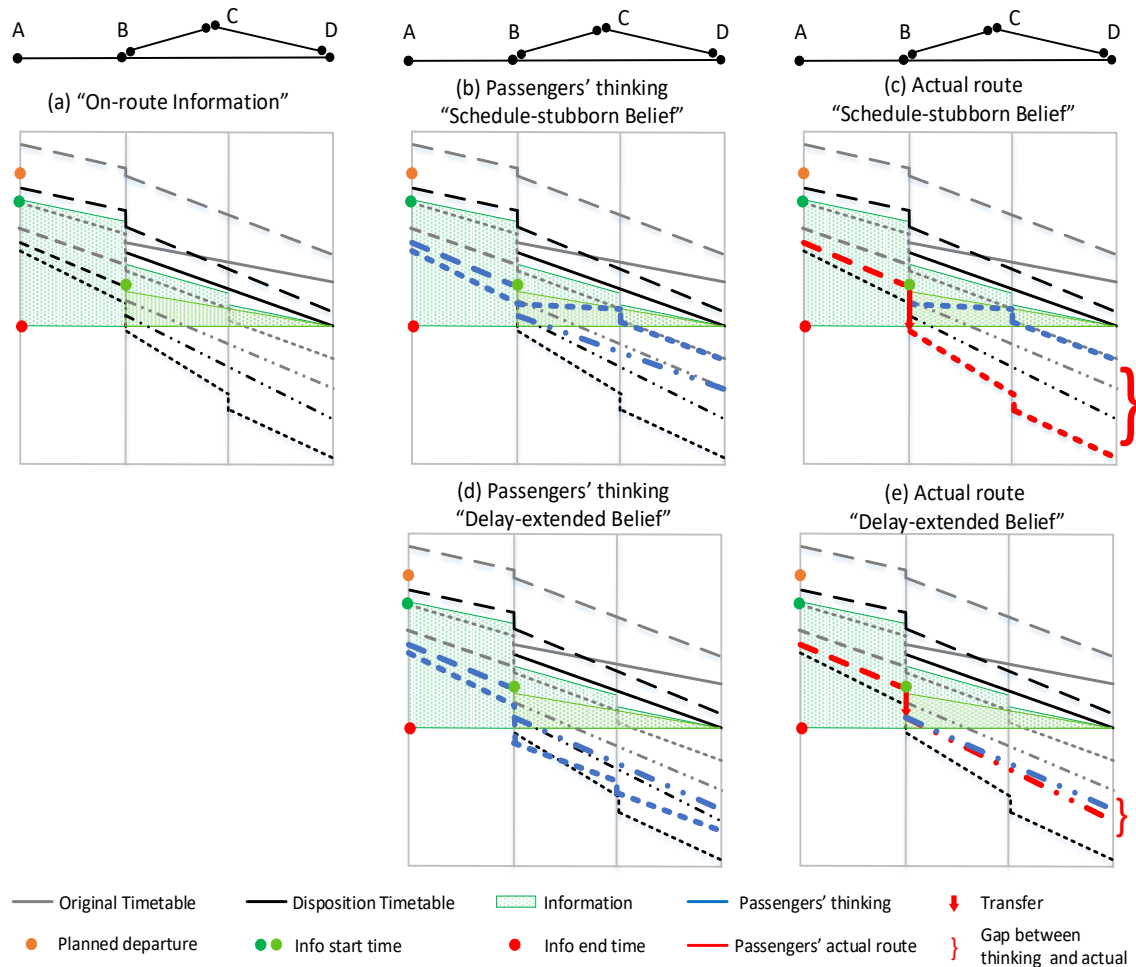 A B C D
A B C D
A B C D
(a) “On-route Information”
(b) Passengers’ thinking
“Schedule-stubborn Belief”
(c) Actual route
“Schedule-stubborn Belief”
(d) Passengers’ thinking
“Delay-extended Belief”
(e) Actual route
“Delay-extended Belief”
Original Timetable
Disposition Timetable
Information
Passengers’ thinking
Transfer
Planned departure
Info start time
Info end time
Passengers’ actual route
Gap between
thinking and actual